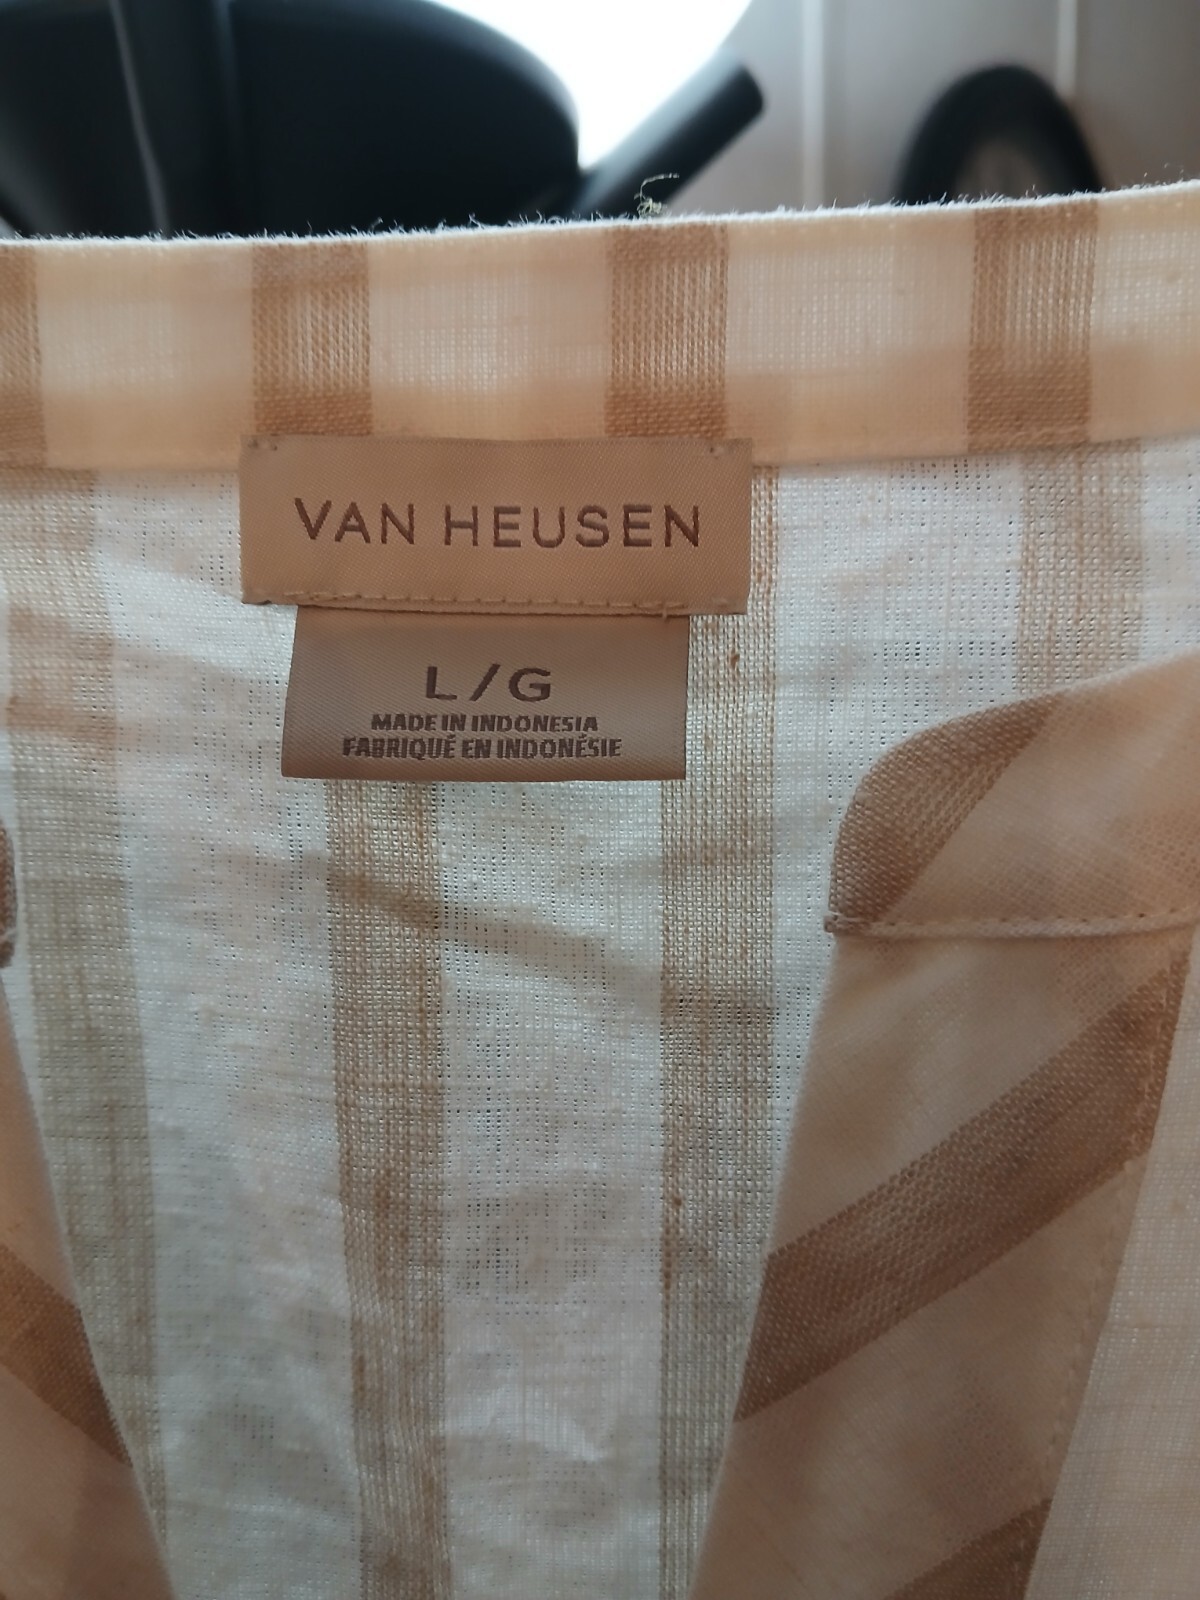 VAN HEUSEN
L/G
MADE IN INDONESIA
FABRIQUÉ EN INDONÉSIE